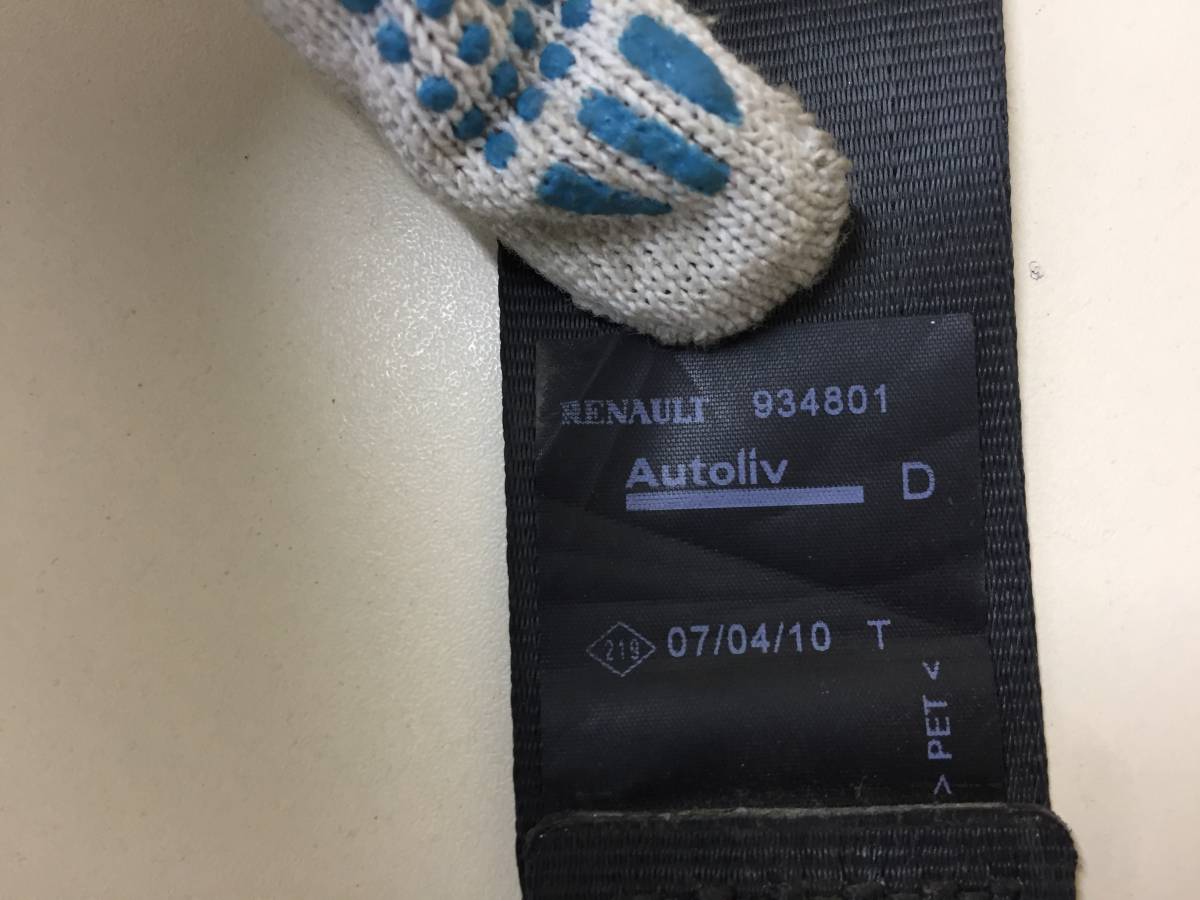 RENAULT 934801
Autoliv D
219 07/04/10 T
> PET <